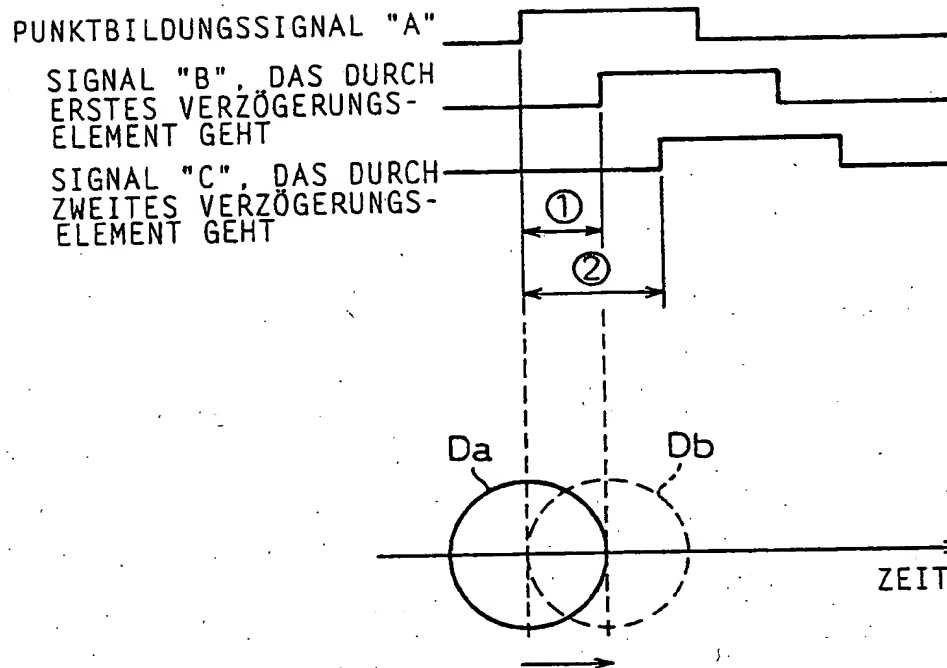 PUNKTBILDUNGSSIGNAL "A"
SIGNAL "B", DAS DURCH
ERSTES VERZÖGERUNGS-
ELEMENT GEHT
SIGNAL "C", DAS DURCH
ZWEITES VERZÖGERUNGS-
ELEMENT GEHT
①
②
Da
Db
ZEIT